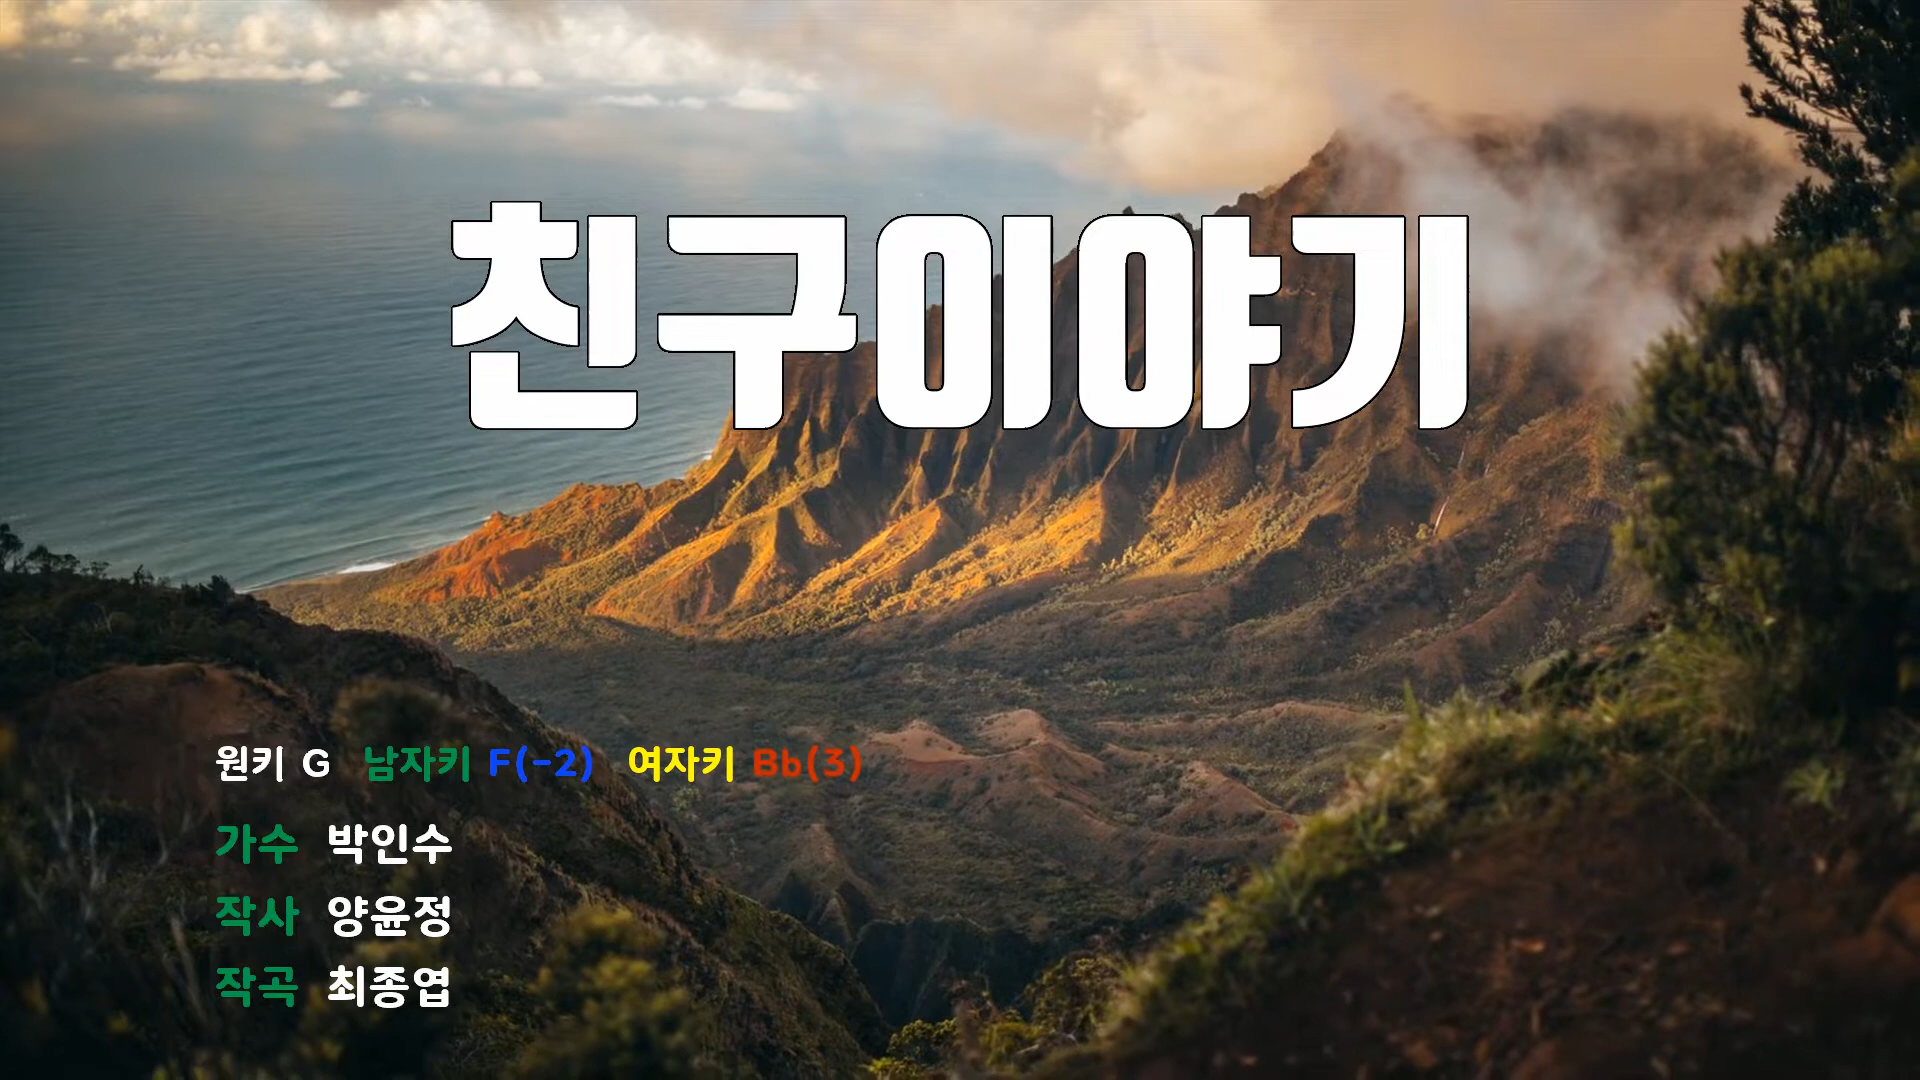 친구이야기
원키 G 남자키 F(-2) 여자키 Bb(3)
가수 박인수
작사 양윤정
작곡 최종엽